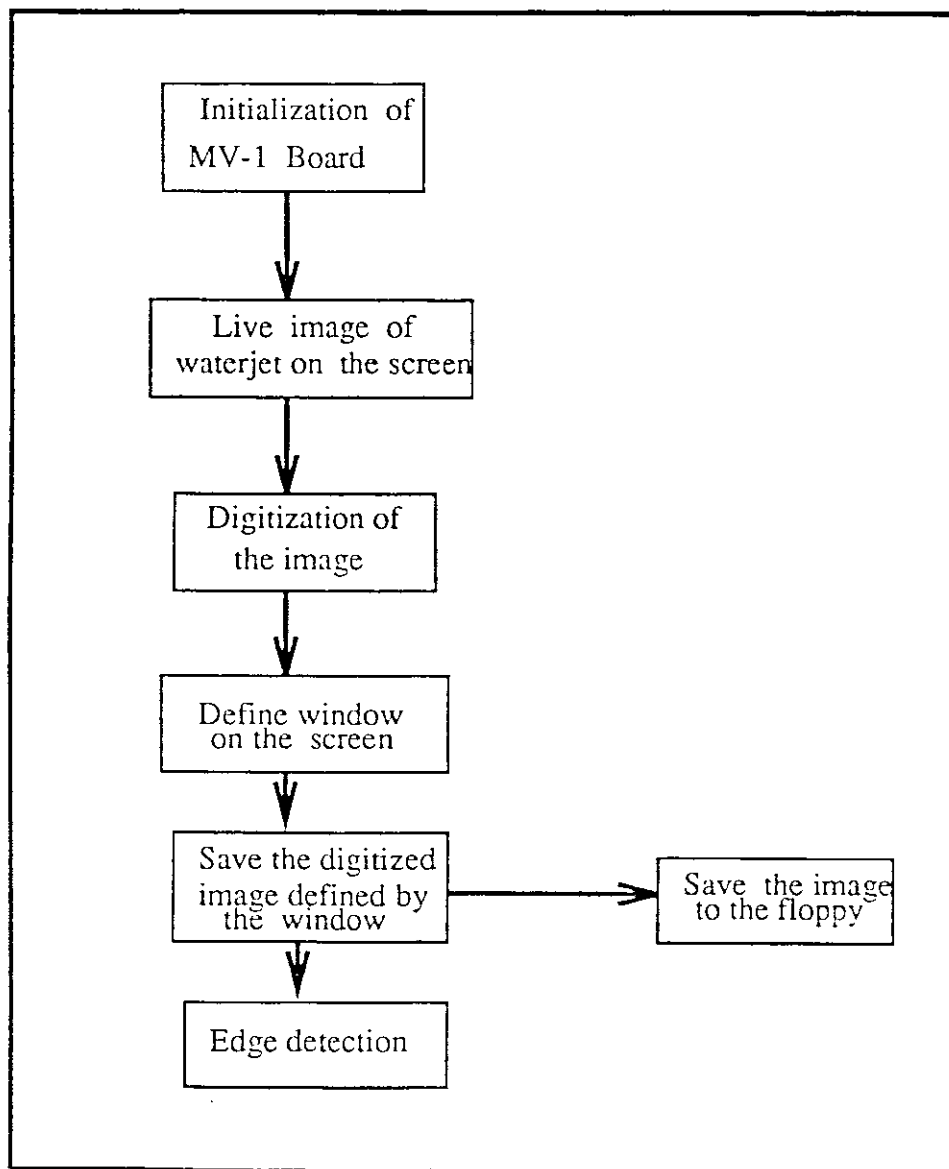 Initialization of
MV-1 Board
Live image of
waterjet on the screen
Digitization of
the image
Define window
on the screen
Save the digitized
image defined by
the window
Save the image
to the floppy
Edge detection